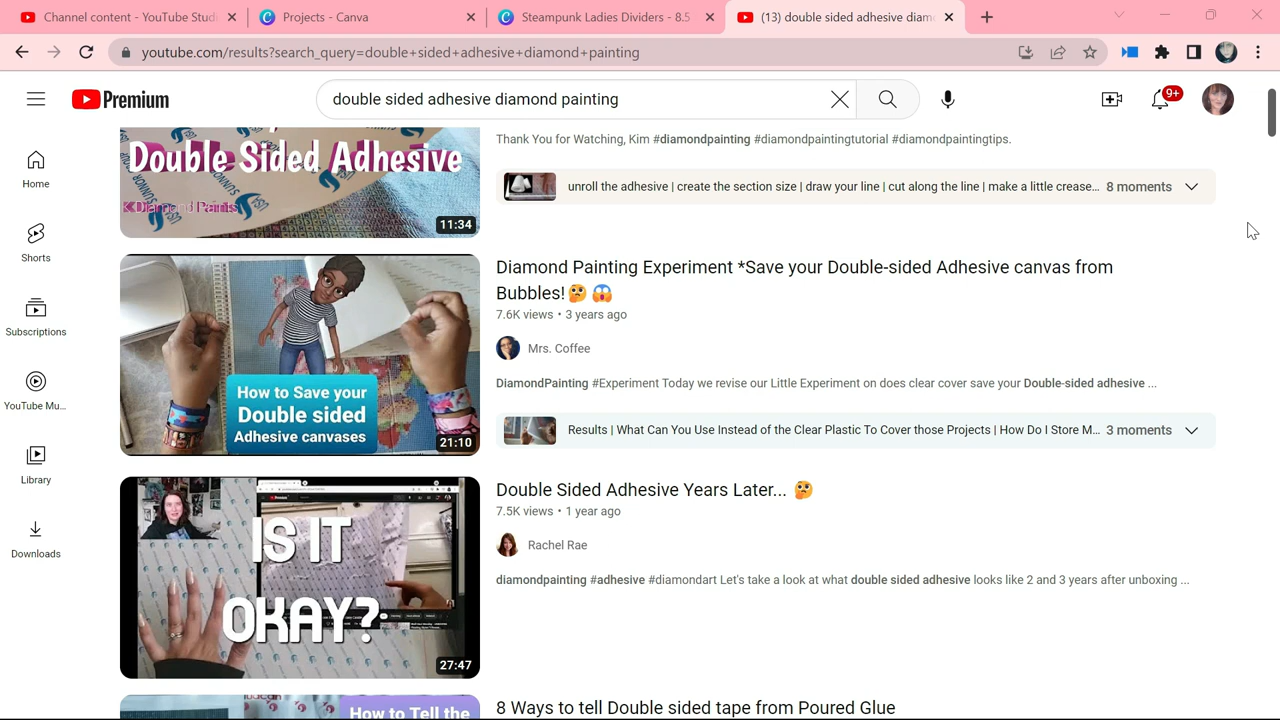 Channel content - YouTube Studi
Projects - Canva
Steampunk Ladies Dividers - 8.5
(13) double sided adhesive diam
youtube.com/results?search_query=double+sided+adhesive+diamond+painting
Premium
double sided adhesive diamond painting
9+
Home
Shorts
Subscriptions
YouTube Mu...
Library
Downloads
Double Sided Adhesive
Diamond Paints
11:34
Thank You for Watching, Kim #diamondpainting #diamondpaintingtutorial #diamondpaintingtips.
unroll the adhesive | create the section size | draw your line | cut along the line | make a little crease... 8 moments
How to Save your
Double sided
Adhesive canvases
21:10
Diamond Painting Experiment *Save your Double-sided Adhesive canvas from
Bubbles!🤔😱
7.6K views • 3 years ago
Mrs. Coffee
DiamondPainting #Experiment Today we revise our Little Experiment on does clear cover save your Double-sided adhesive ...
Results | What Can You Use Instead of the Clear Plastic To Cover those Projects | How Do I Store M... 3 moments
IS IT
OKAY?
27:47
Double Sided Adhesive Years Later... 🤔
7.5K views • 1 year ago
Rachel Rae
diamondpainting #adhesive #diamondart Let's take a look at what double sided adhesive looks like 2 and 3 years after unboxing ...
How to Tell the
8 Ways to tell Double sided tape from Poured Glue